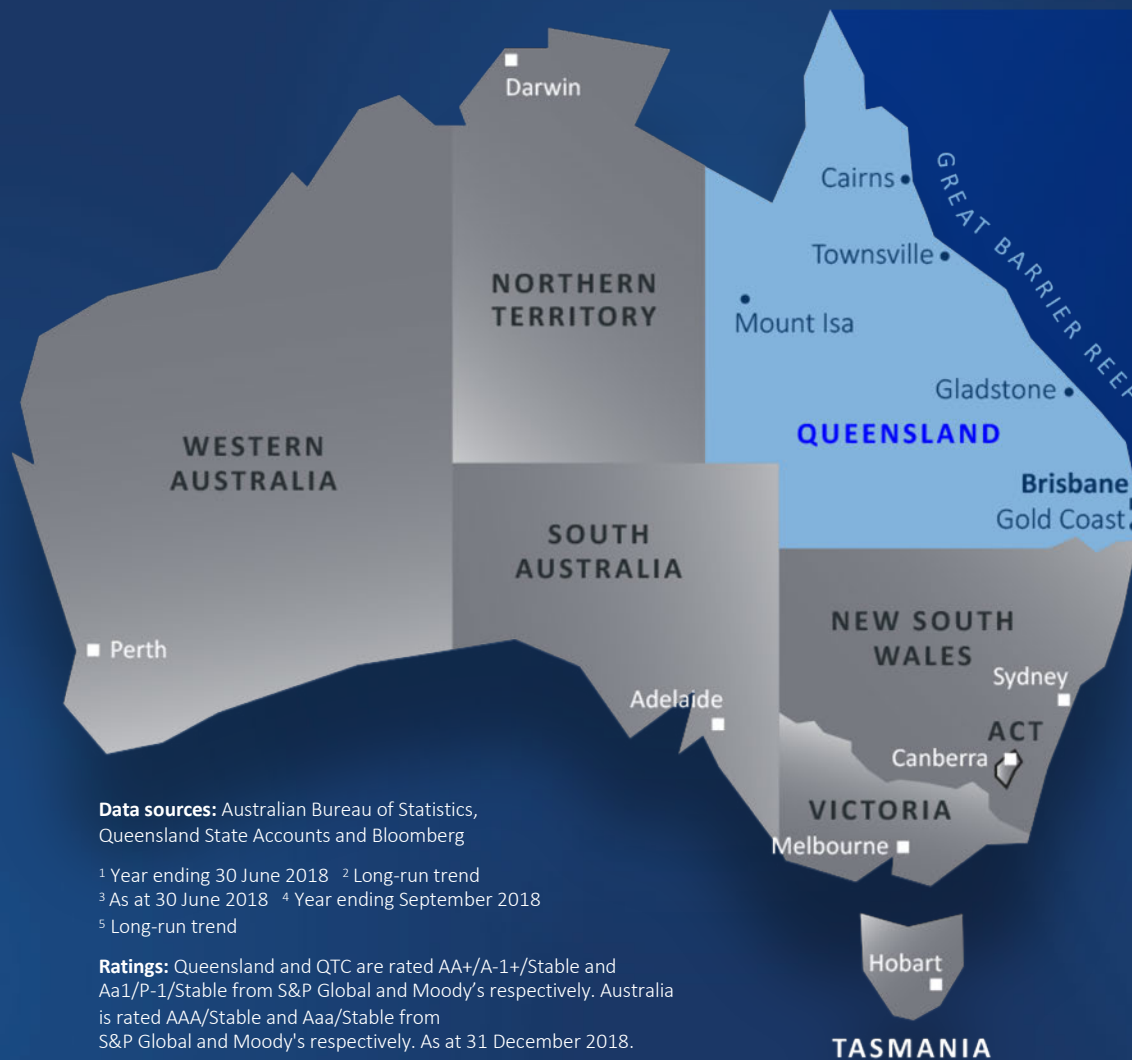 Darwin
Cairns
GREAT BARRIER REEF
Townsville
NORTHERN
TERRITORY
Mount Isa
Gladstone
QUEENSLAND
WESTERN
AUSTRALIA
Brisbane
Gold Coast
SOUTH
AUSTRALIA
NEW SOUTH
WALES
Perth
Sydney
Adelaide
ACT
Canberra
VICTORIA
Melbourne
Data sources: Australian Bureau of Statistics,
Queensland State Accounts and Bloomberg
¹ Year ending 30 June 2018 ² Long-run trend
³ As at 30 June 2018 ⁴ Year ending September 2018
⁵ Long-run trend
Ratings: Queensland and QTC are rated AA+/A-1+/Stable and
Aa1/P-1/Stable from S&P Global and Moody’s respectively. Australia
is rated AAA/Stable and Aaa/Stable from
S&P Global and Moody's respectively. As at 31 December 2018.
Hobart
TASMANIA